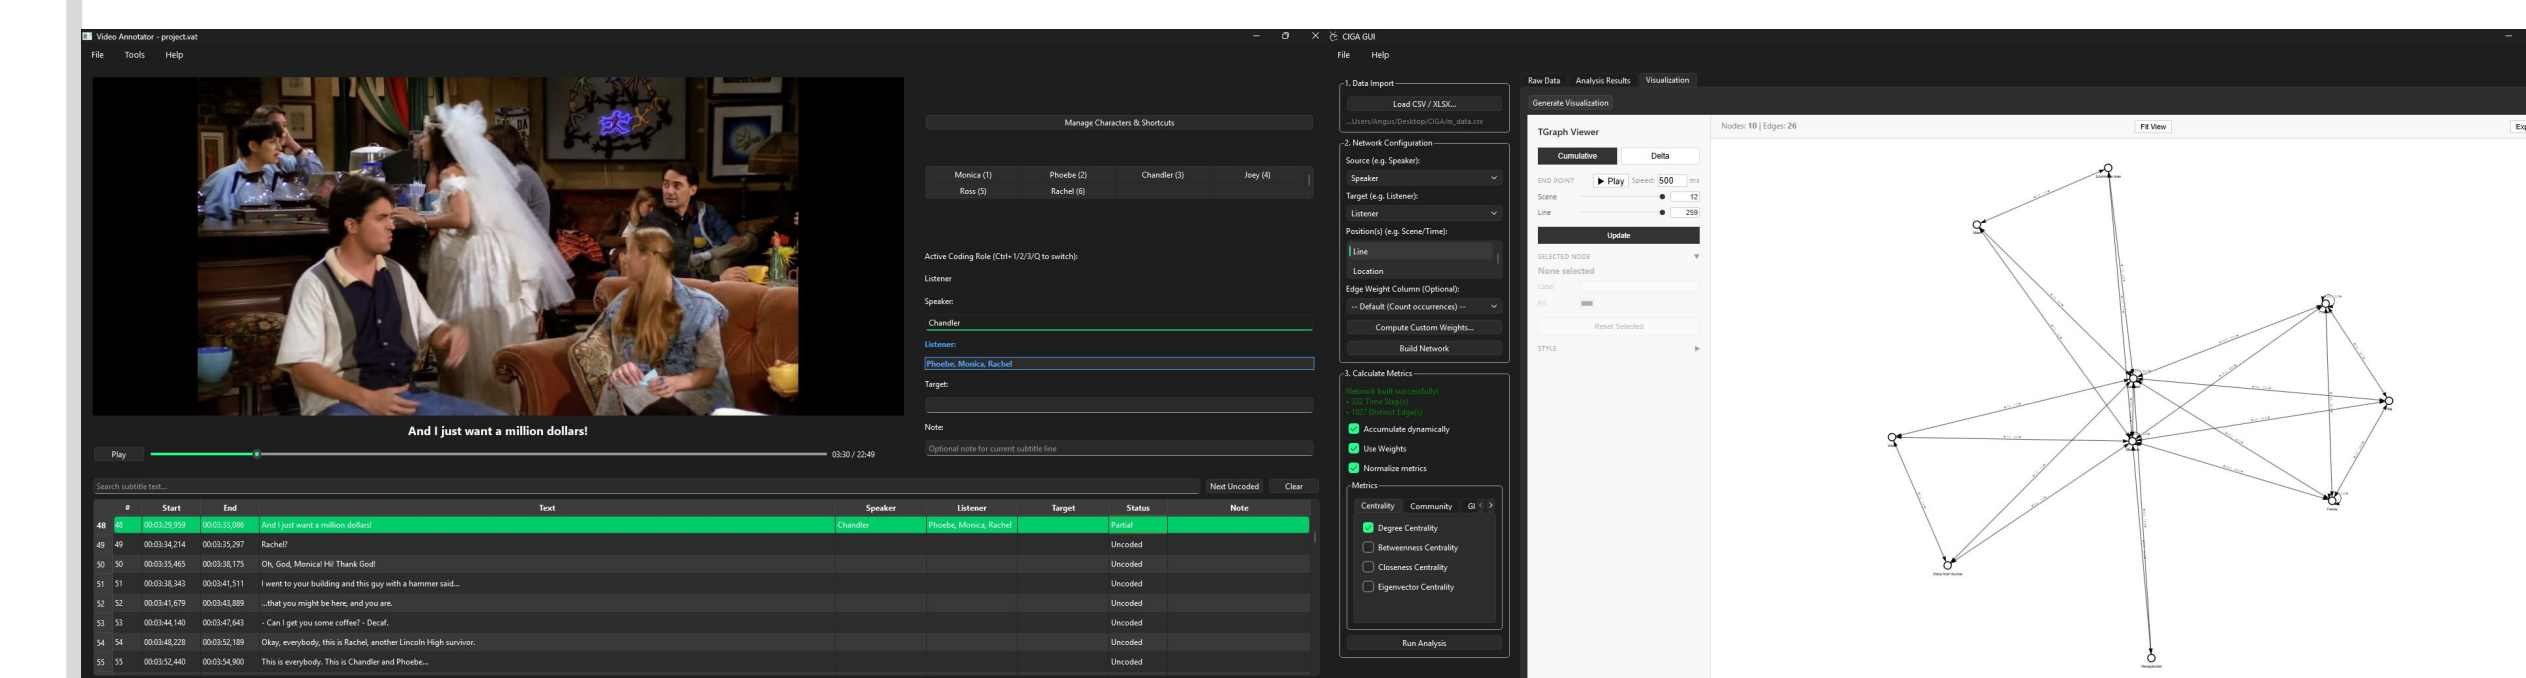 Video Annotator - project.vat
File Tools Help
And I just want a million dollars!
Play
03:30 / 22:49
Manage Characters & Shortcuts
Monica (1) Phoebe (2) Chandler (3) Joey (4)
Ross (5) Rachel (6)
Active Coding Role (Ctrl+1/2/3/Q to switch):
Listener
Speaker:
Chandler
Listener:
Phoebe, Monica, Rachel
Target:
Note:
Optional note for current subtitle line
Search subtitle text...
Next Uncoded Clear
# Start End Text Speaker Listener Target Status Note
48 48 00:03:29,959 00:03:33,086 And I just want a million dollars! Chandler Phoebe, Monica, Rachel Partial
49 49 00:03:34,214 00:03:35,297 Rachel? Uncoded
50 50 00:03:35,465 00:03:38,175 Oh, God, Monica! Hi! Thank God! Uncoded
51 51 00:03:38,343 00:03:41,511 I went to your building and this guy with a hammer said... Uncoded
52 52 00:03:41,679 00:03:43,889 ...that you might be here, and you are. Uncoded
53 53 00:03:44,140 00:03:47,643 - Can I get you some coffee? - Decaf. Uncoded
54 54 00:03:48,228 00:03:52,189 Okay, everybody, this is Rachel, another Lincoln High survivor. Uncoded
55 55 00:03:52,440 00:03:54,900 This is everybody. This is Chandler and Phoebe... Uncoded
CIGA GUI
File Help
1. Data Import
Load CSV / XLSX...
...Users/Angus/Desktop/CIGA/m_data.csv
2. Network Configuration
Source (e.g. Speaker):
Speaker
Target (e.g. Listener):
Listener
Position(s) (e.g. Scene/Time):
Line
Location
Edge Weight Column (Optional):
-- Default (Count occurrences) --
Compute Custom Weights...
Build Network
3. Calculate Metrics
Network built successfully!
• 322 Time Step(s)
• 1027 Distinct Edge(s)
Accumulate dynamically
Use Weights
Normalize metrics
Metrics
Centrality Community Gl
Degree Centrality
Betweenness Centrality
Closeness Centrality
Eigenvector Centrality
Run Analysis
Raw Data Analysis Results Visualization
Generate Visualization
TGraph Viewer
Cumulative Delta
END POINT Play Speed: 500 ms
Scene 12
Line 259
Update
SELECTED NODE
None selected
Label
Fill
Reset Selected
STYLE
Nodes: 10 | Edges: 26
Fit View
Exp
Receptionist